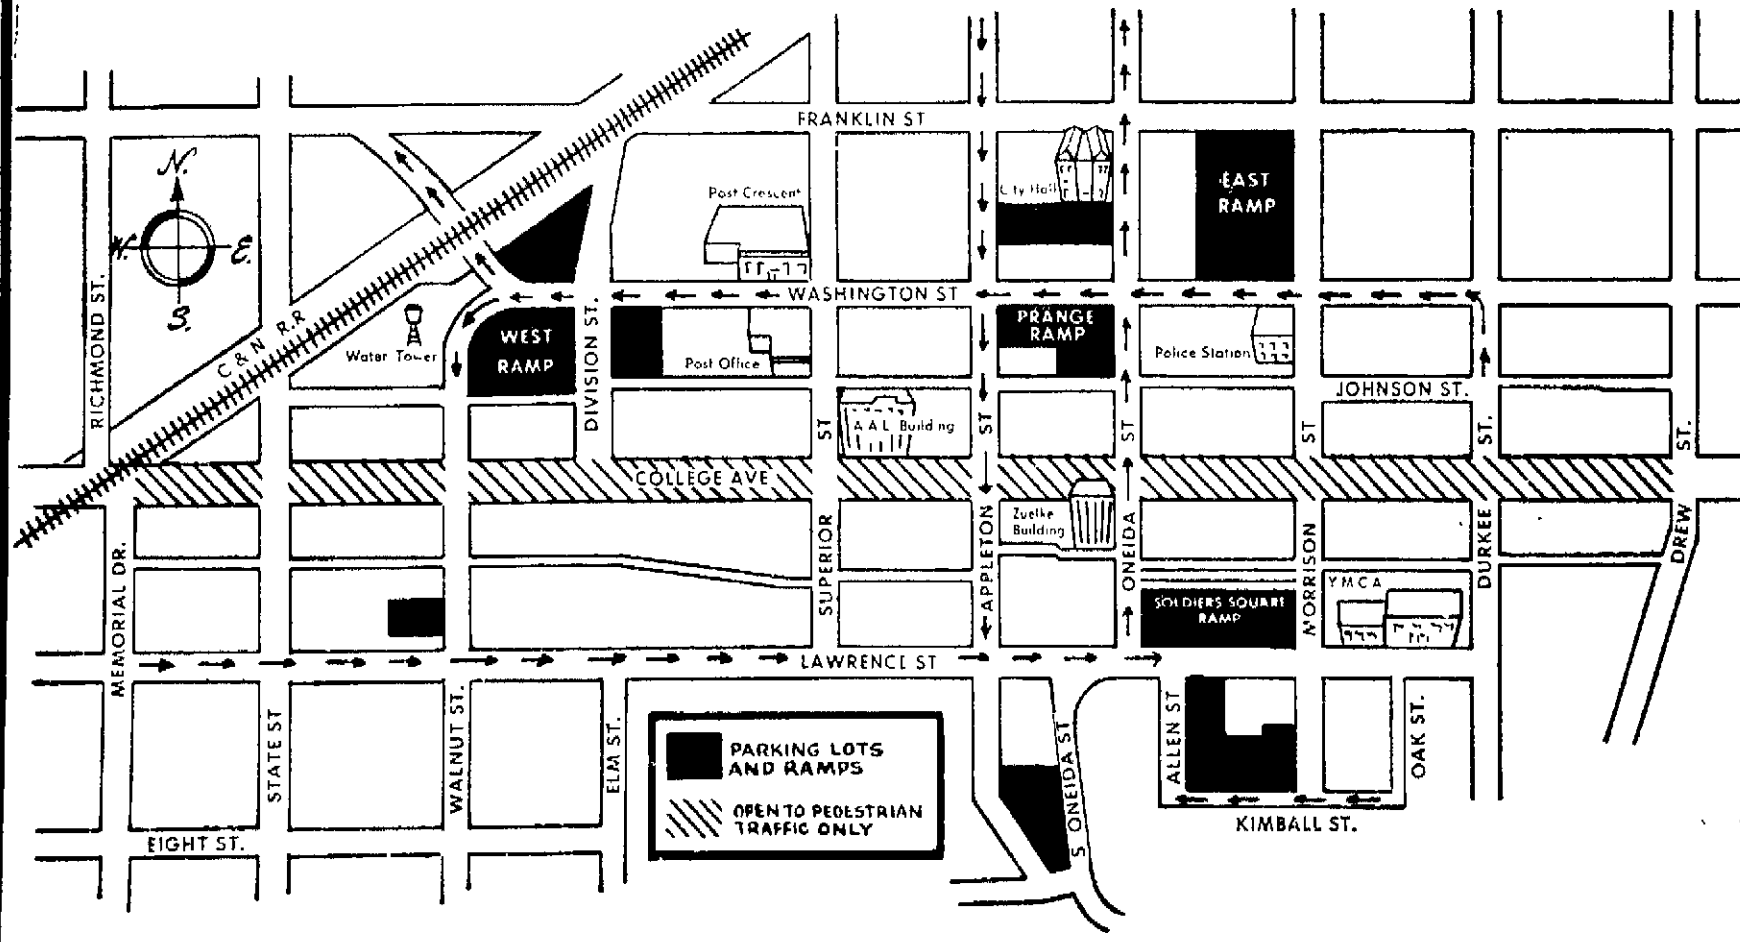 FRANKLIN ST
N.
W.
E.
S.
Post Crescent
City Hall
EAST
RAMP
RICHMOND ST.
C & N R.R
WASHINGTON ST
Water Tower
WEST
RAMP
DIVISION ST.
Post Office
PRANGE
RAMP
Police Station
JOHNSON ST.
A A L Building
ST
ST
ST
ST
ST.
ST.
COLLEGE AVE
Zuelke
Building
SUPERIOR
APPLETON
ONEIDA
MORRISON
DURKEE
DREW
MEMORIAL DR.
YMCA
SOLDIERS SQUARE
RAMP
LAWRENCE ST
STATE ST
WALNUT ST.
ELM ST.
S ONEIDA ST
ALLEN ST
OAK ST.
PARKING LOTS
AND RAMPS
OPEN TO PEDESTRIAN
TRAFFIC ONLY
KIMBALL ST.
EIGHT ST.